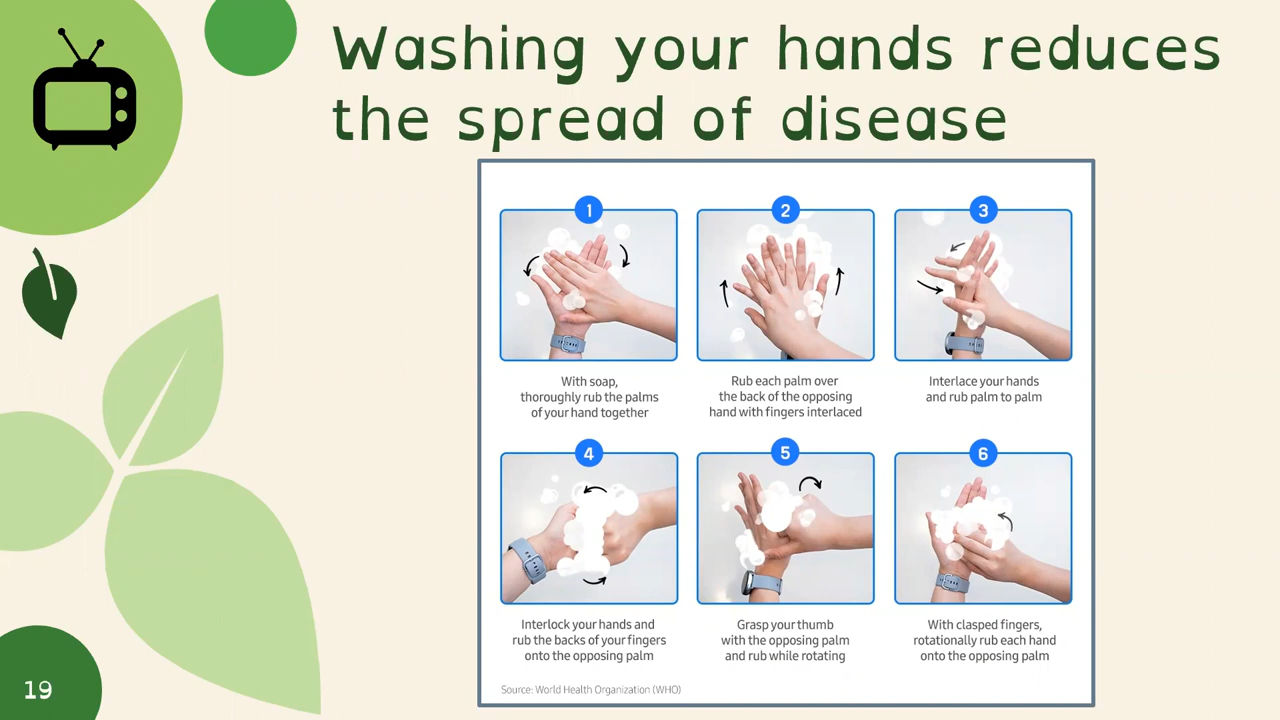 Washing your hands reduces
the spread of disease
1
2
3
With soap,
thoroughly rub the palms
of your hand together
Rub each palm over
the back of the opposing
hand with fingers interlaced
Interlace your hands
and rub palm to palm
4
5
6
Interlock your hands and
rub the backs of your fingers
onto the opposing palm
Grasp your thumb
with the opposing palm
and rub while rotating
With clasped fingers,
rotationally rub each hand
onto the opposing palm
Source: World Health Organization (WHO)
19